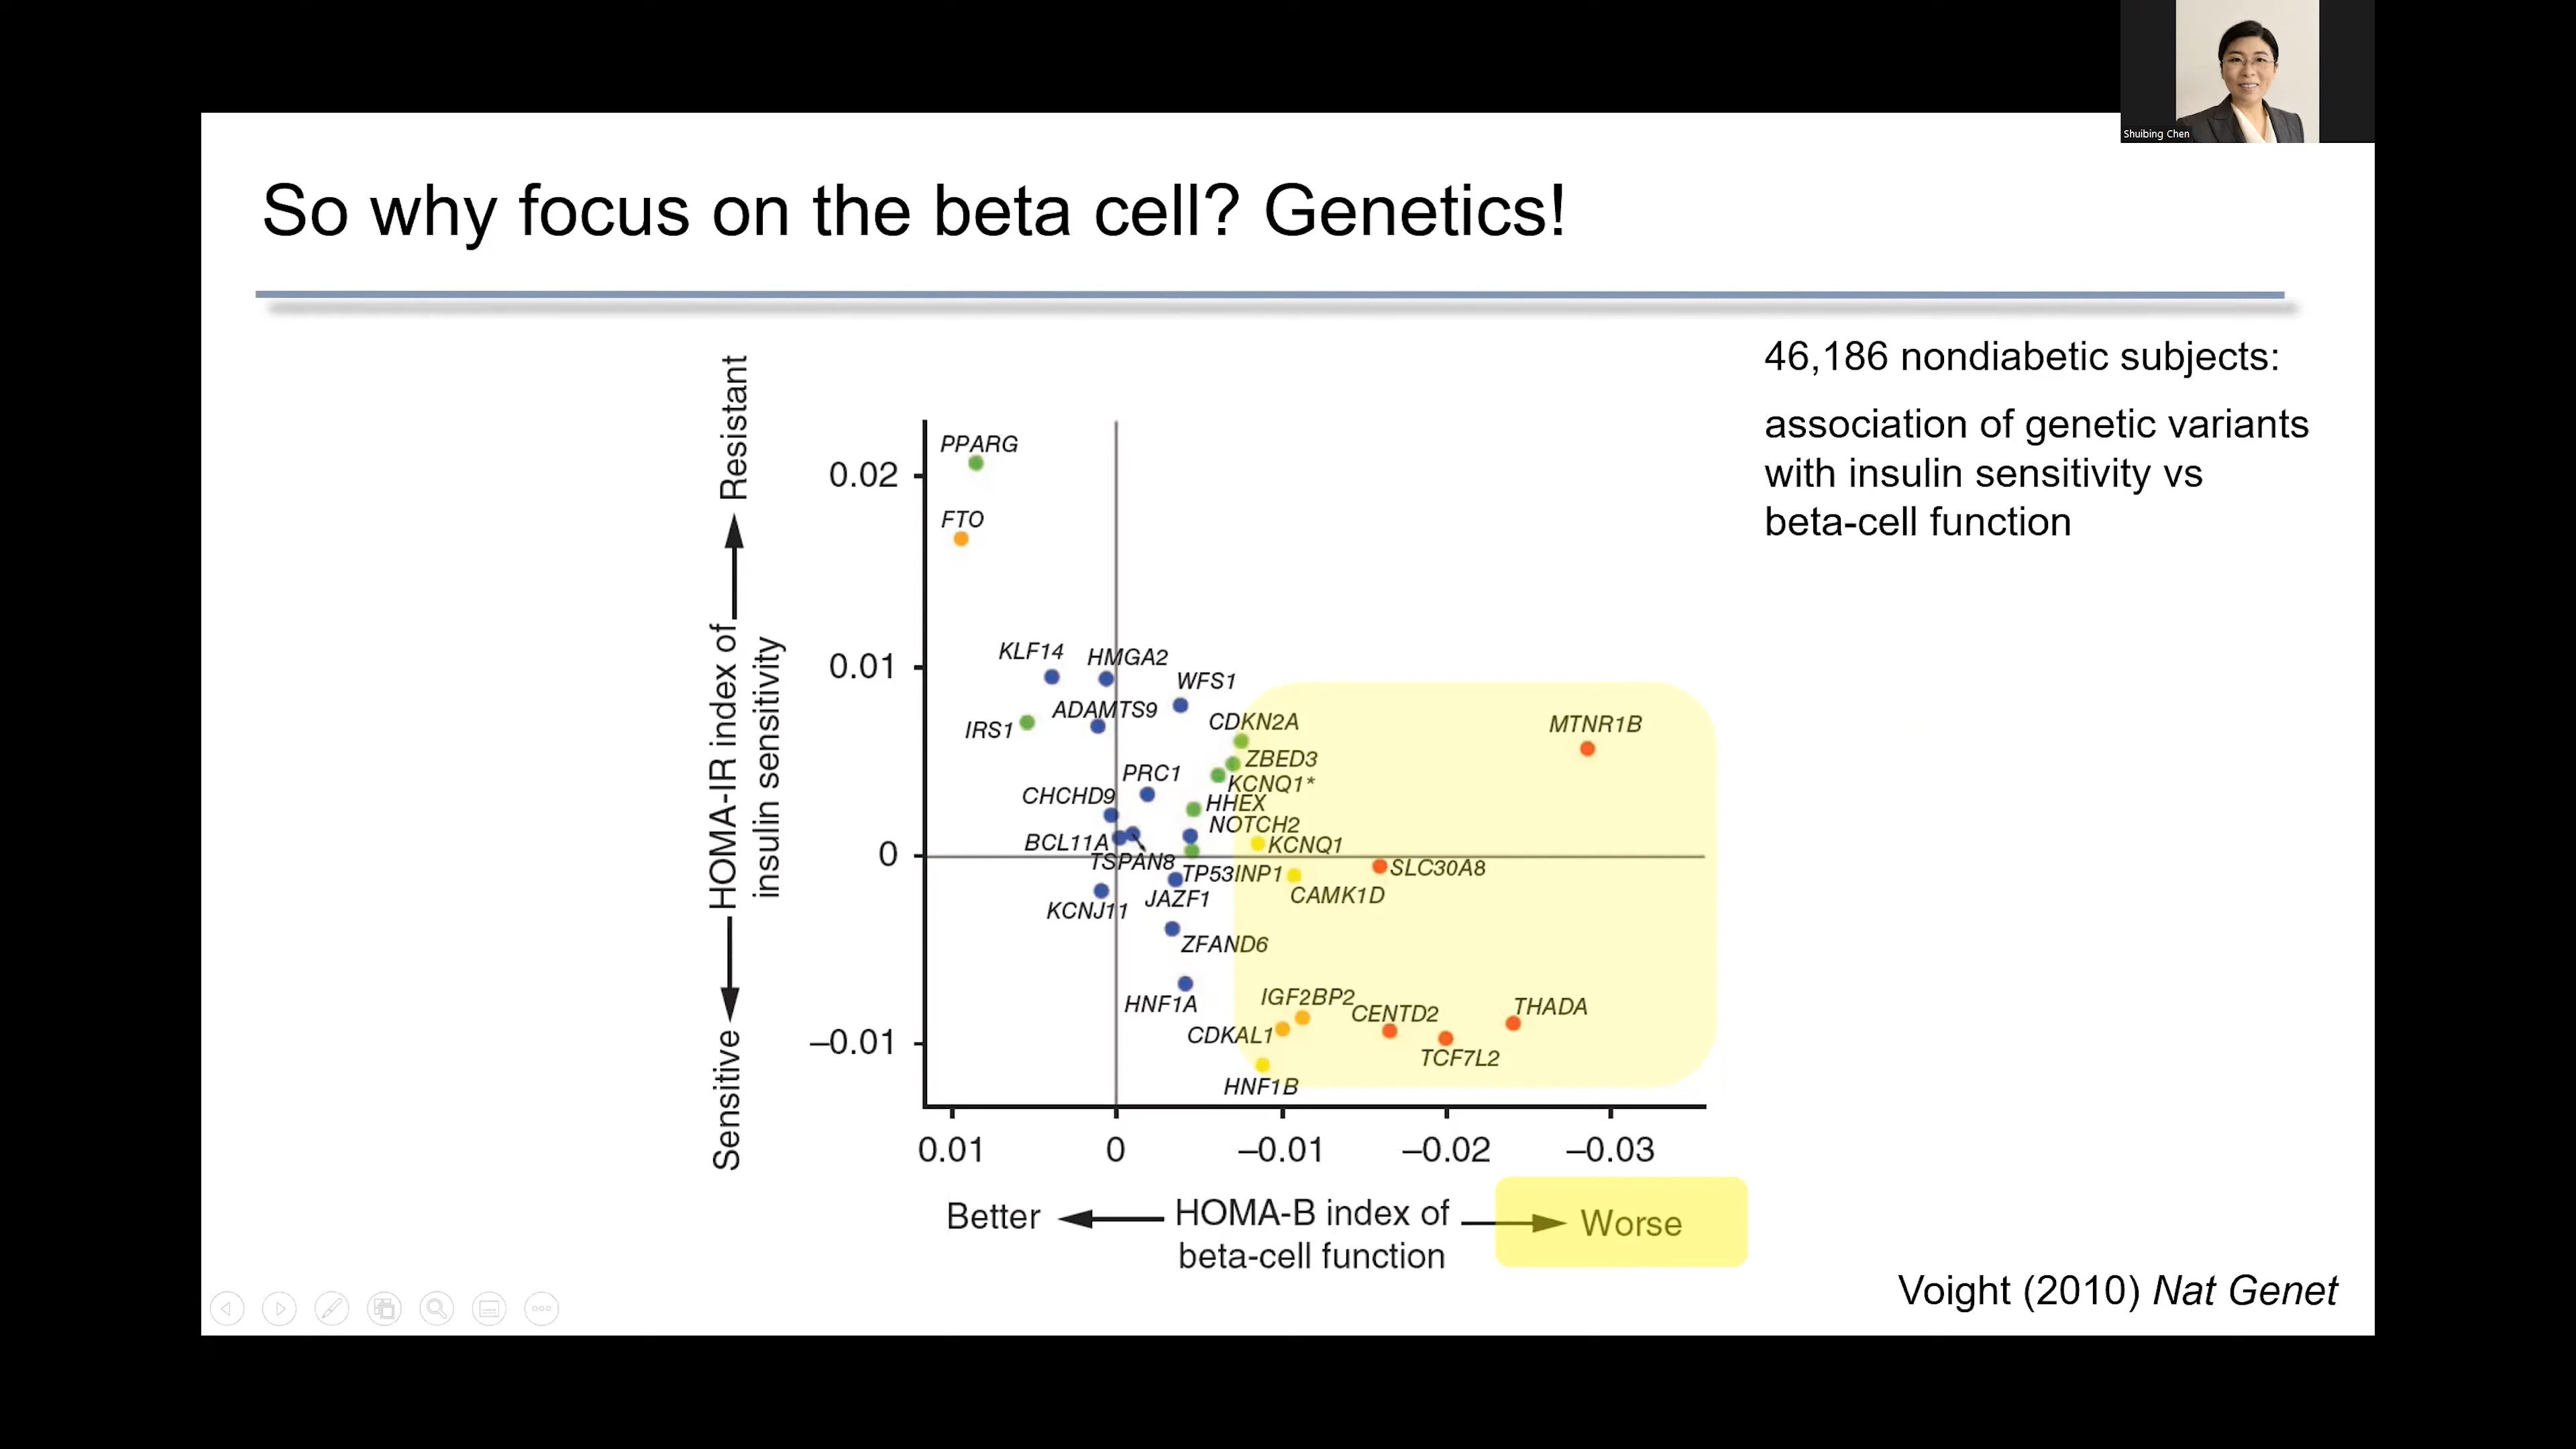 Shuibing Chen
So why focus on the beta cell? Genetics!
46,186 nondiabetic subjects:
association of genetic variants
with insulin sensitivity vs
beta-cell function
Resistant
HOMA-IR index of
insulin sensitivity
Sensitive
0.02
0.01
0
–0.01
PPARG
FTO
KLF14
HMGA2
WFS1
ADAMTS9
IRS1
CDKN2A
MTNR1B
ZBED3
PRC1
KCNQ1*
CHCHD9
HHEX
NOTCH2
BCL11A
KCNQ1
TSPAN8
SLC30A8
TP53INP1
CAMK1D
JAZF1
KCNJ11
ZFAND6
HNF1A
IGF2BP2
CENTD2
THADA
CDKAL1
TCF7L2
HNF1B
0.01 0 –0.01 –0.02 –0.03
Better HOMA-B index of Worse
beta-cell function
Voight (2010) Nat Genet